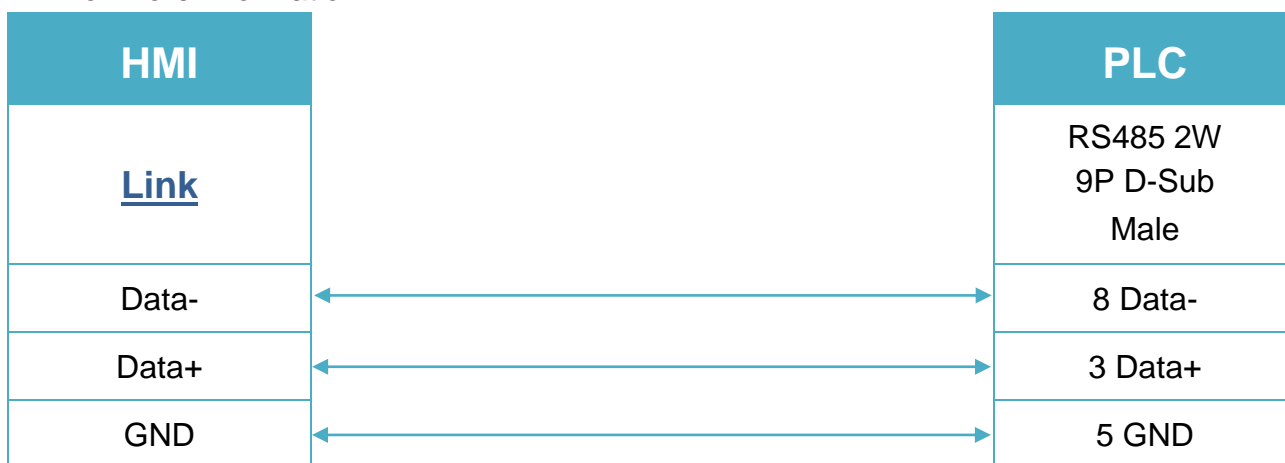 HMI PLC
Link RS485 2W
9P D-Sub
Male
Data- 8 Data-
Data+ 3 Data+
GND 5 GND